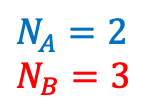 N_A = 2
N_B = 3